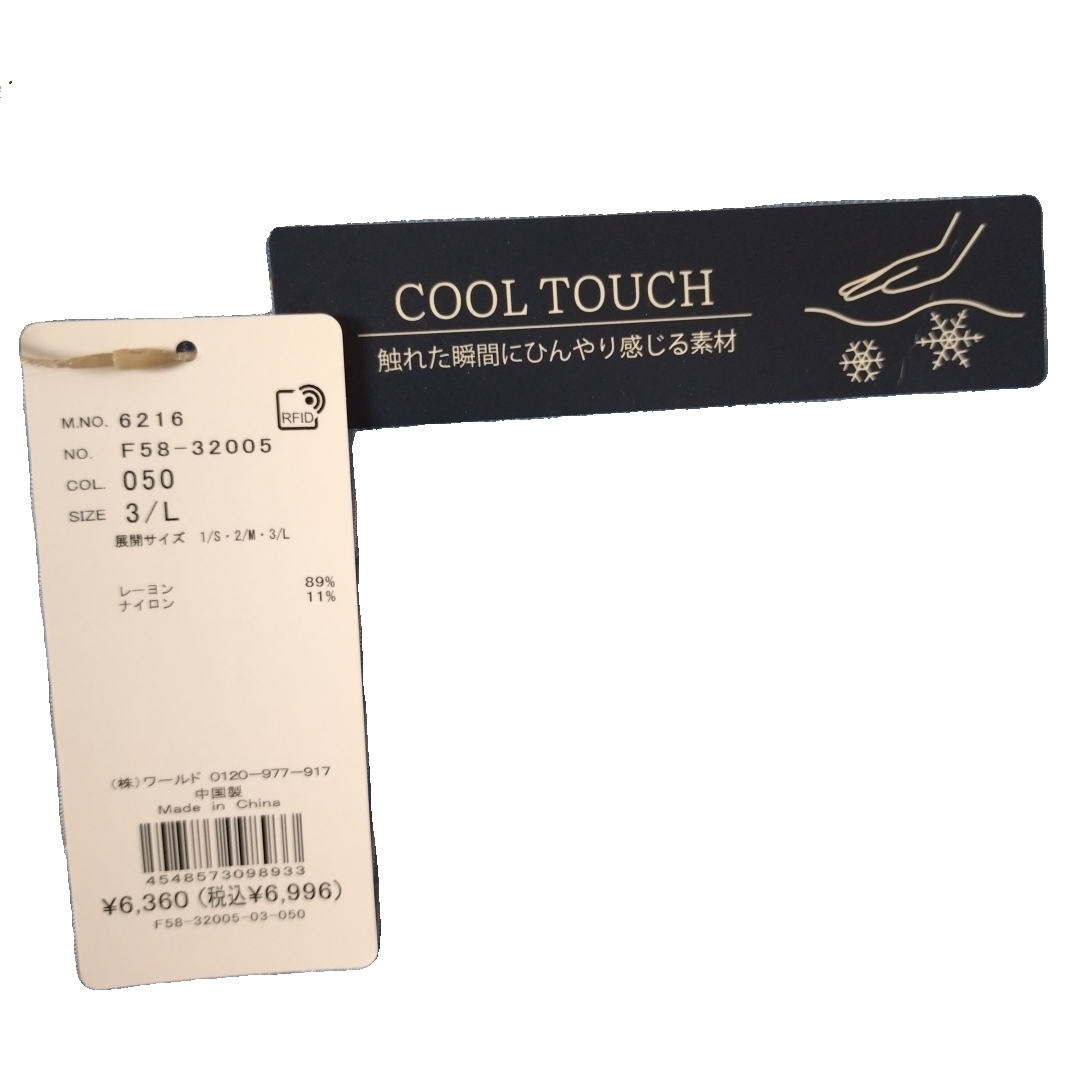 COOL TOUCH
触れた瞬間にひんやり感じる素材
RFID
M.NO. 6216
NO. F58-32005
COL. 050
SIZE 3/L
展開サイズ 1/S・2/M・3/L
レーヨン 89%
ナイロン 11%
(株)ワールド 0120-977-917
中国製
Made in China
4548573098933
¥6,360(税込¥6,996)
F58-32005-03-050